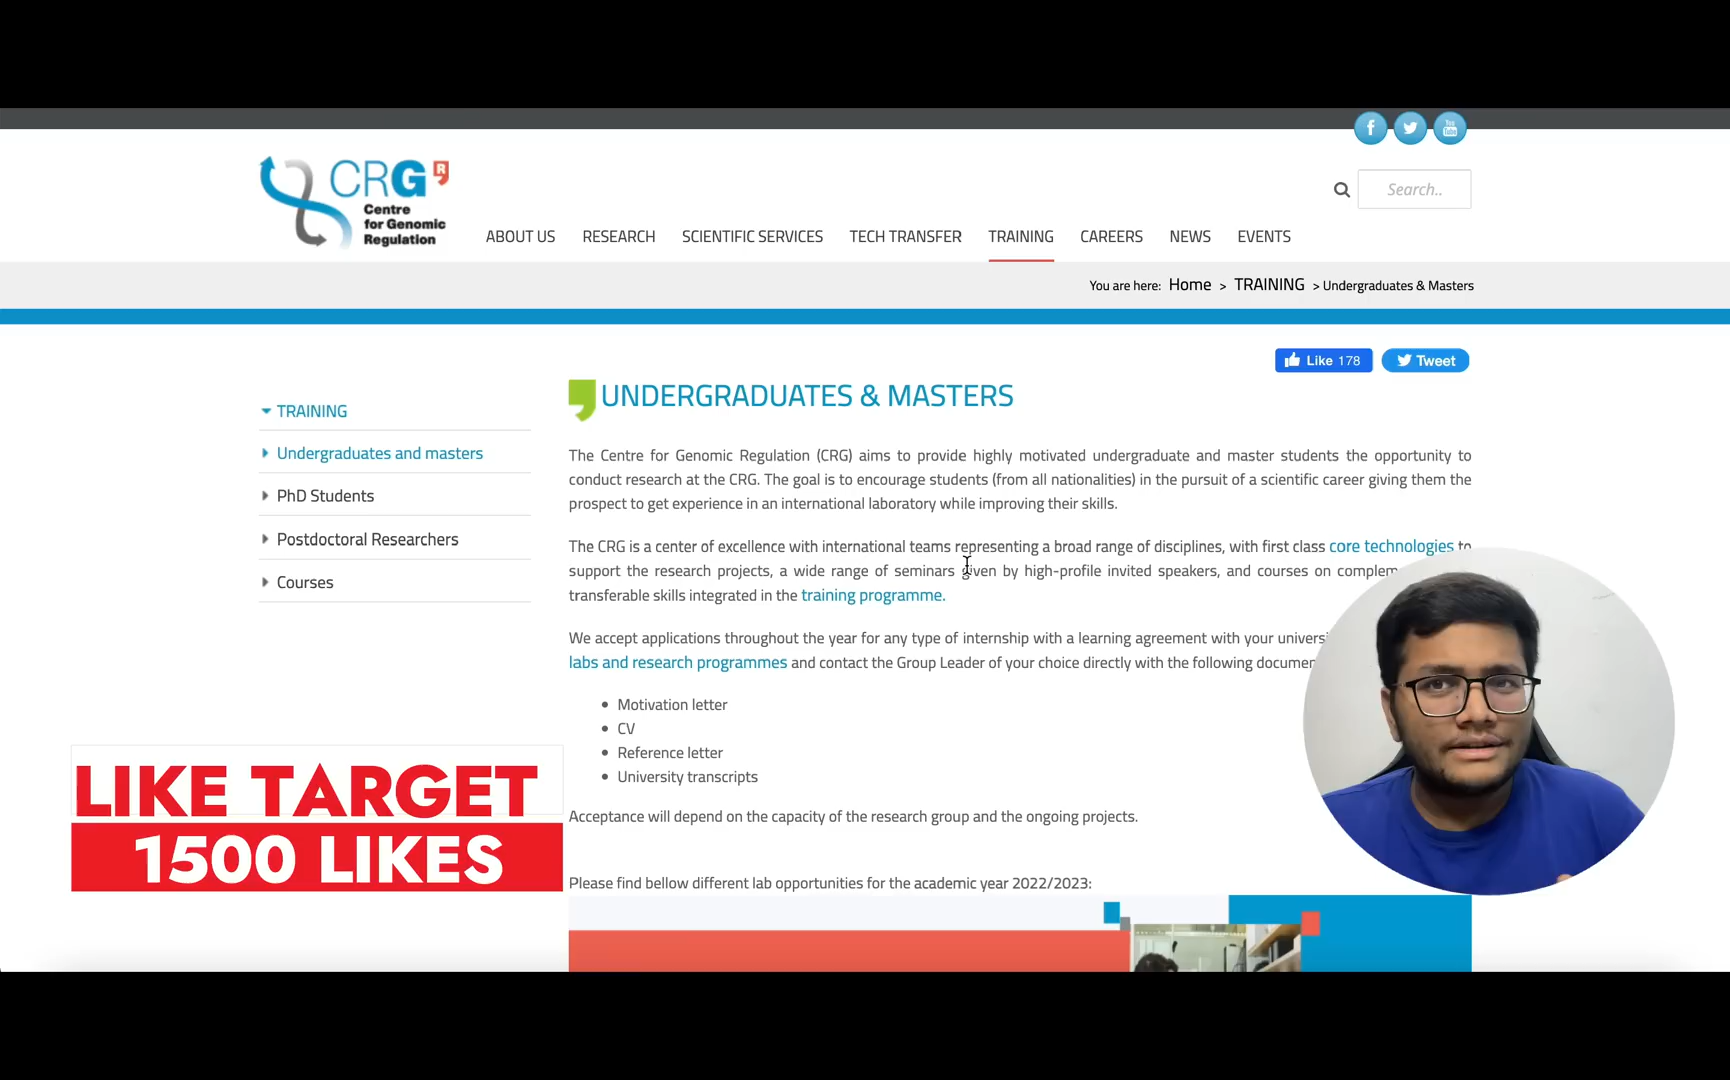 f
You Tube
CRG R
Centre
for Genomic
Regulation
Search..
ABOUT US RESEARCH SCIENTIFIC SERVICES TECH TRANSFER TRAINING CAREERS NEWS EVENTS
You are here: Home > TRAINING > Undergraduates & Masters
Like 178 Tweet
TRAINING
Undergraduates and masters
PhD Students
Postdoctoral Researchers
Courses
UNDERGRADUATES & MASTERS
The Centre for Genomic Regulation (CRG) aims to provide highly motivated undergraduate and master students the opportunity to
conduct research at the CRG. The goal is to encourage students (from all nationalities) in the pursuit of a scientific career giving them the
prospect to get experience in an international laboratory while improving their skills.
The CRG is a center of excellence with international teams representing a broad range of disciplines, with first class core technologies to
support the research projects, a wide range of seminars given by high-profile invited speakers, and courses on complem
transferable skills integrated in the training programme.
We accept applications throughout the year for any type of internship with a learning agreement with your universi
labs and research programmes and contact the Group Leader of your choice directly with the following documen
• Motivation letter
• CV
• Reference letter
• University transcripts
Acceptance will depend on the capacity of the research group and the ongoing projects.
Please find bellow different lab opportunities for the academic year 2022/2023:
LIKE TARGET
1500 LIKES